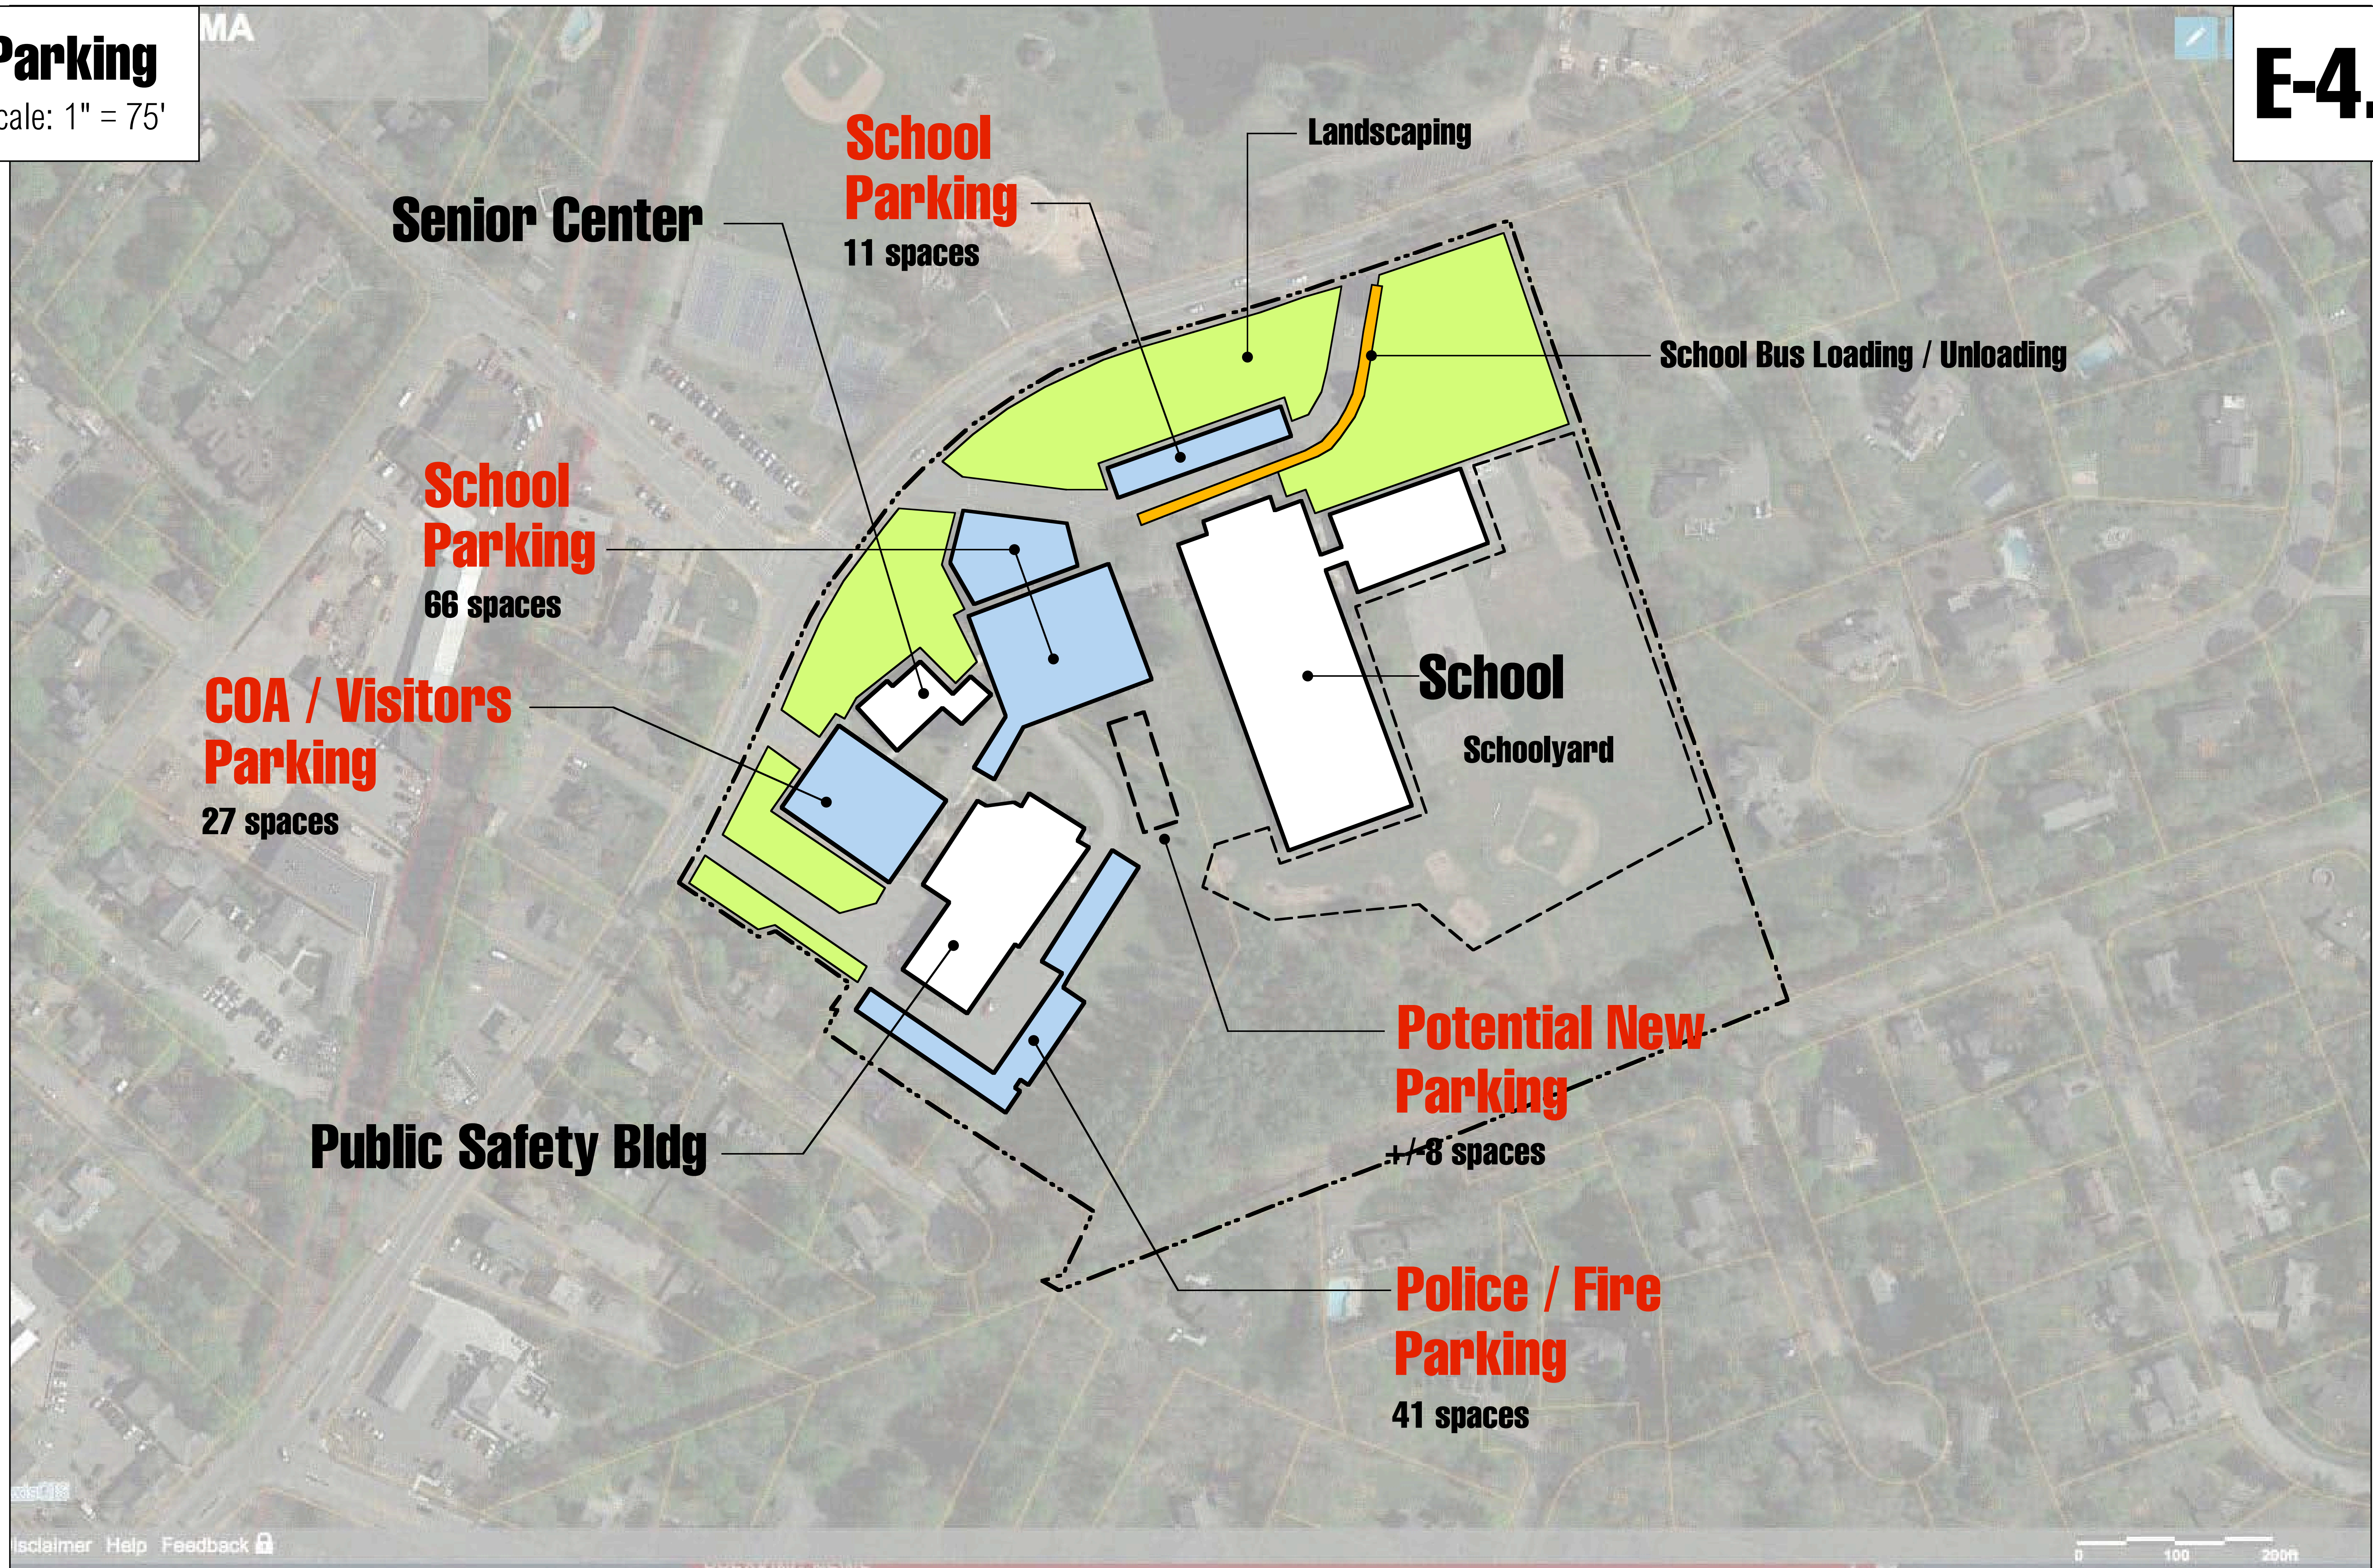 Parking
cale: 1" = 75'
MA
E-4.
School
Parking
11 spaces
Landscaping
Senior Center
School Bus Loading / Unloading
School
Parking
66 spaces
COA / Visitors
Parking
27 spaces
School
Schoolyard
Potential New
Parking
+/-8 spaces
Public Safety Bldg
Police / Fire
Parking
41 spaces
isclaimer Help Feedback
0 100 200ft